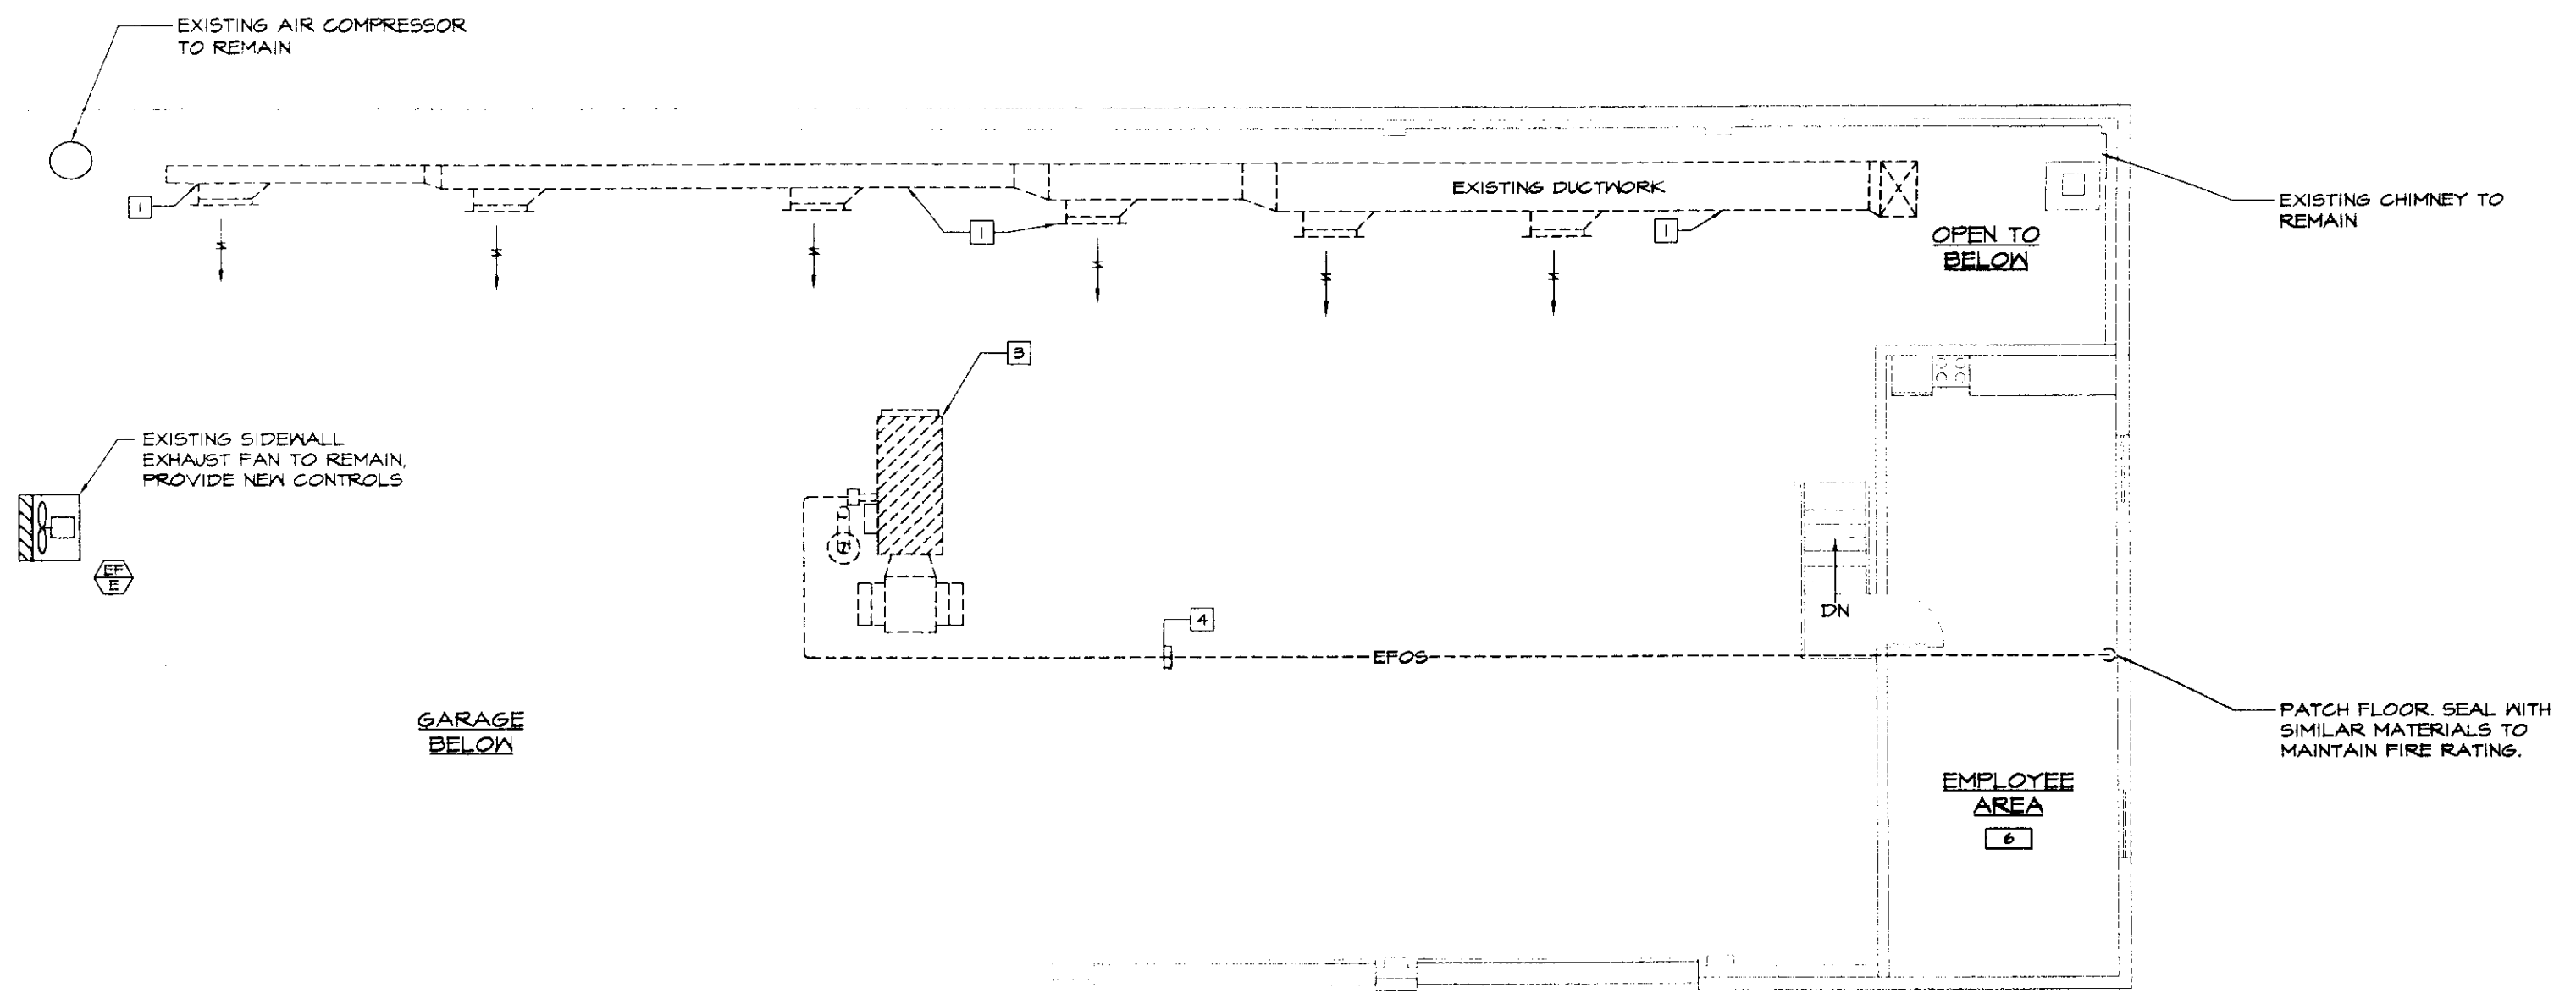 EXISTING AIR COMPRESSOR
TO REMAIN
EXISTING DUCTWORK
1
1
1
EXISTING CHIMNEY TO
REMAIN
OPEN TO
BELOW
3
EXISTING SIDEWALL
EXHAUST FAN TO REMAIN,
PROVIDE NEW CONTROLS
EF
E
4
DN
EFOS
GARAGE
BELOW
PATCH FLOOR. SEAL WITH
SIMILAR MATERIALS TO
MAINTAIN FIRE RATING.
EMPLOYEE
AREA
6